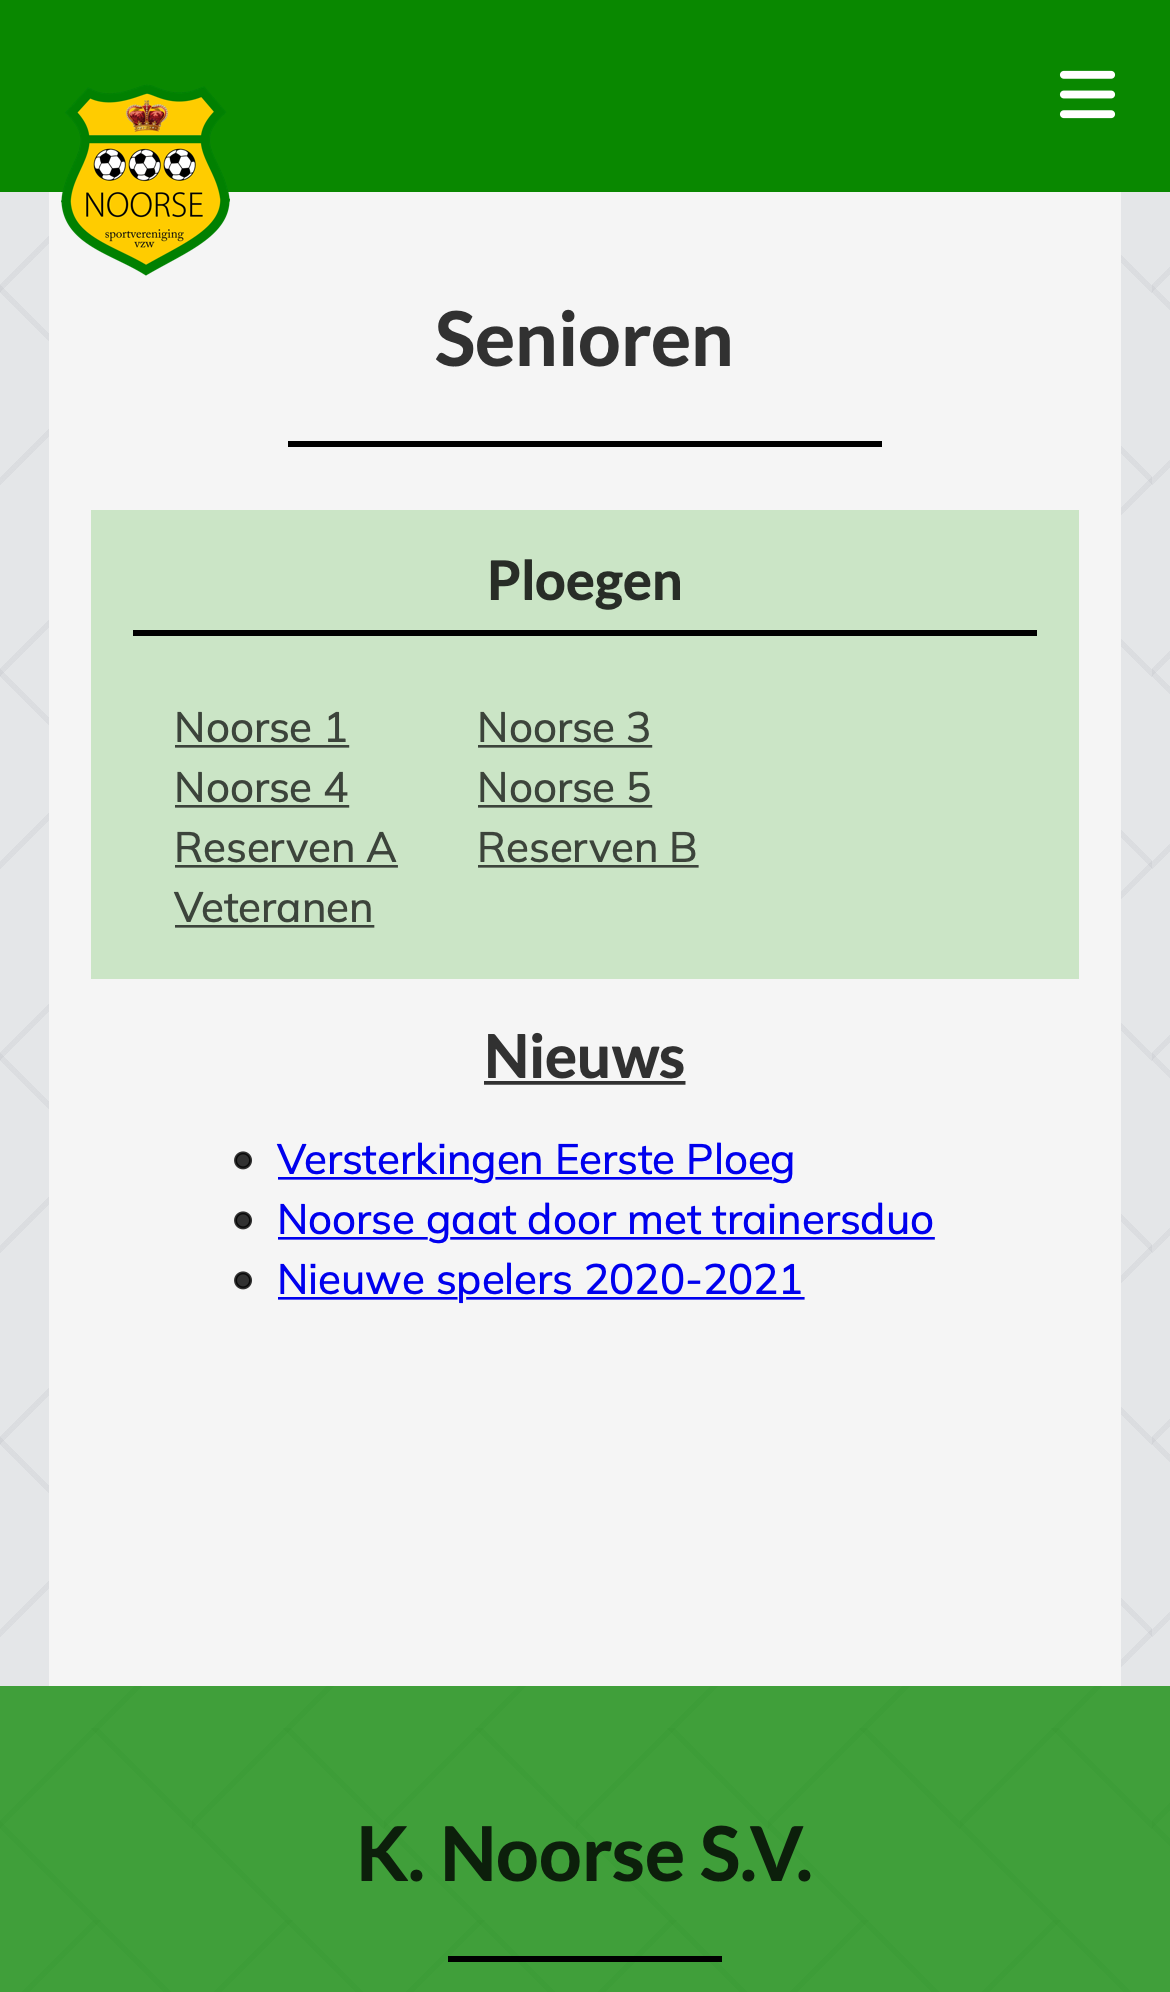 NOORSE
sportvereniging
vzw
Senioren
Ploegen
Noorse 1 Noorse 3
Noorse 4 Noorse 5
Reserven A Reserven B
Veteranen
Nieuws
Versterkingen Eerste Ploeg
Noorse gaat door met trainersduo
Nieuwe spelers 2020-2021
K. Noorse S.V.